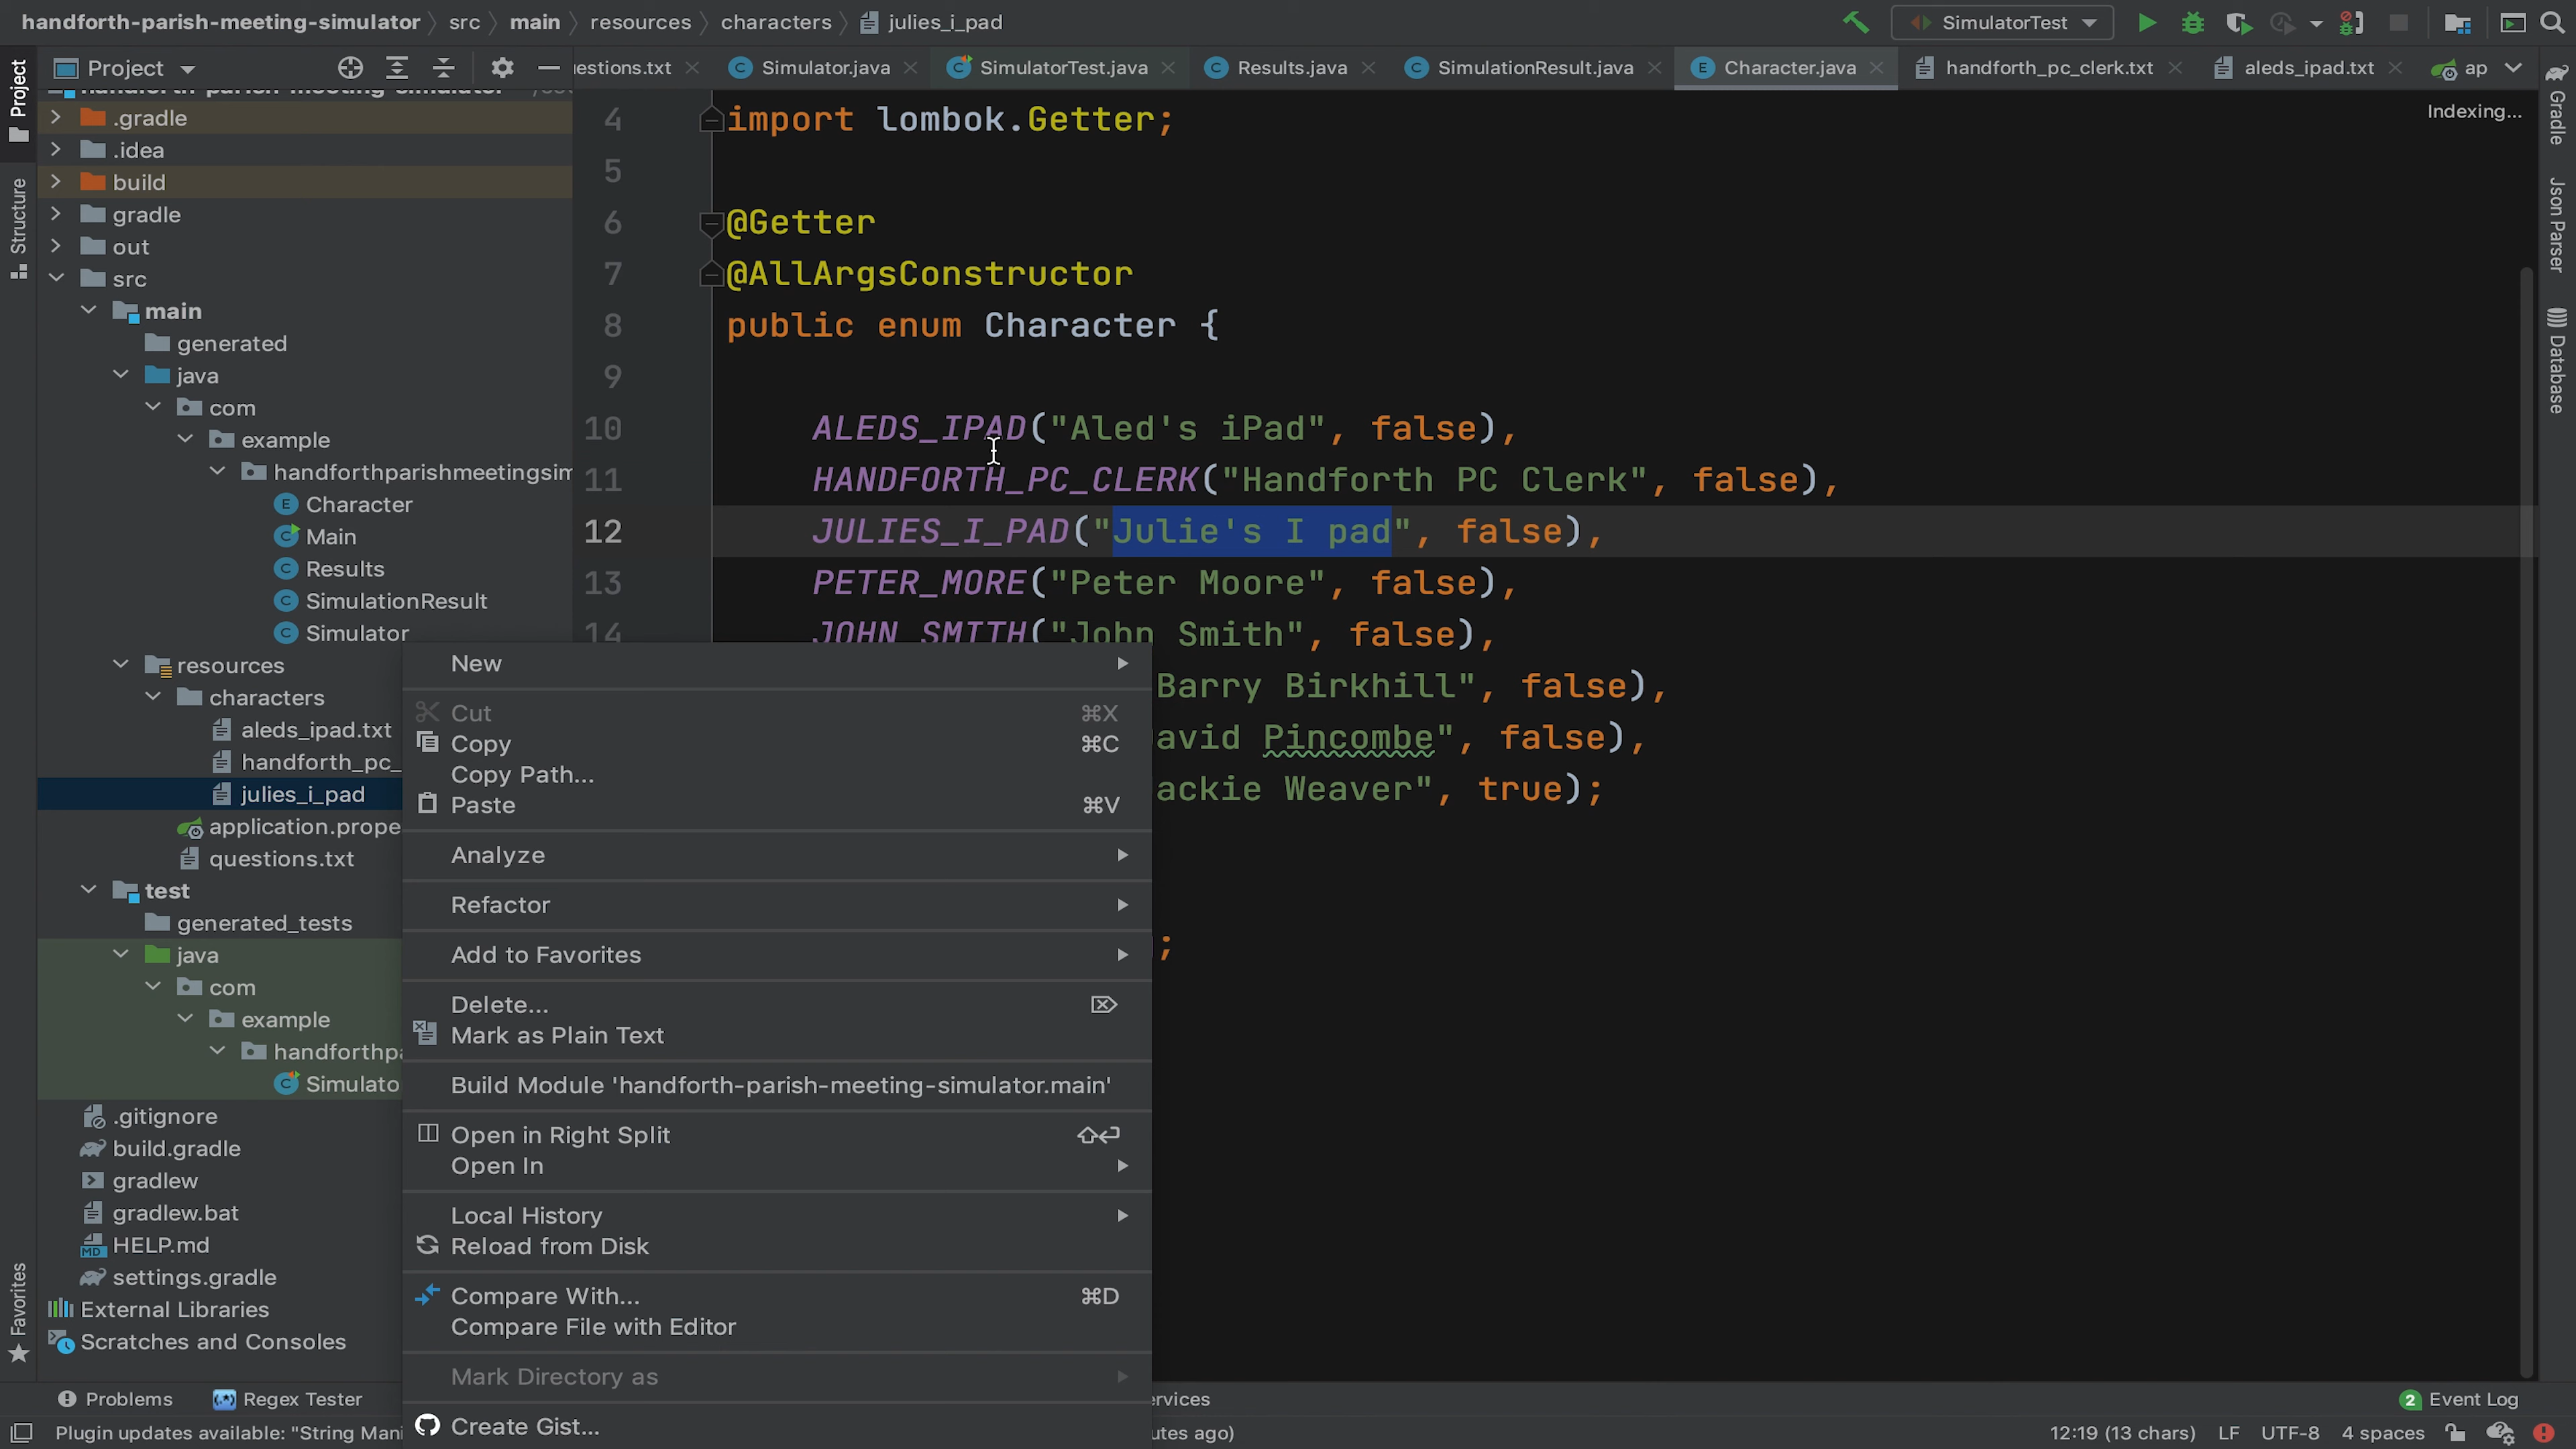 handforth-parish-meeting-simulator src main resources characters julies_i_pad SimulatorTest
Project estions.txt Simulator.java SimulatorTest.java Results.java SimulationResult.java Character.java handforth_pc_clerk.txt aleds_ipad.txt ap
Indexing...
Project
Structure
Favorites
Gradle
Json Parser
Database
handforth-parish-meeting-simulator
.gradle
.idea
build
gradle
out
src
main
generated
java
com
example
handforthparishmeetingsim
Character
Main
Results
SimulationResult
Simulator
resources
characters
aleds_ipad.txt
handforth_pc_
julies_i_pad
application.prope
questions.txt
test
generated_tests
java
com
example
handforthpa
Simulato
.gitignore
build.gradle
gradlew
gradlew.bat
HELP.md
settings.gradle
External Libraries
Scratches and Consoles
4 import lombok.Getter;
5
6 @Getter
7 @AllArgsConstructor
8 public enum Character {
9
10 ALEDS_IPAD("Aled's iPad", false),
11 HANDFORTH_PC_CLERK("Handforth PC Clerk", false),
12 JULIES_I_PAD("Julie's I pad", false),
13 PETER_MORE("Peter Moore", false),
14 JOHN_SMITH("John Smith", false),
Barry Birkhill", false),
avid Pincombe", false),
ackie Weaver", true);
;
New
Cut ⌘X
Copy ⌘C
Copy Path...
Paste ⌘V
Analyze
Refactor
Add to Favorites
Delete... ⌦
Mark as Plain Text
Build Module 'handforth-parish-meeting-simulator.main'
Open in Right Split ⇧⏎
Open In
Local History
Reload from Disk
Compare With... ⌘D
Compare File with Editor
Mark Directory as
Create Gist...
Problems Regex Tester ervices 2 Event Log
Plugin updates available: "String Mani utes ago) 12:19 (13 chars) LF UTF-8 4 spaces